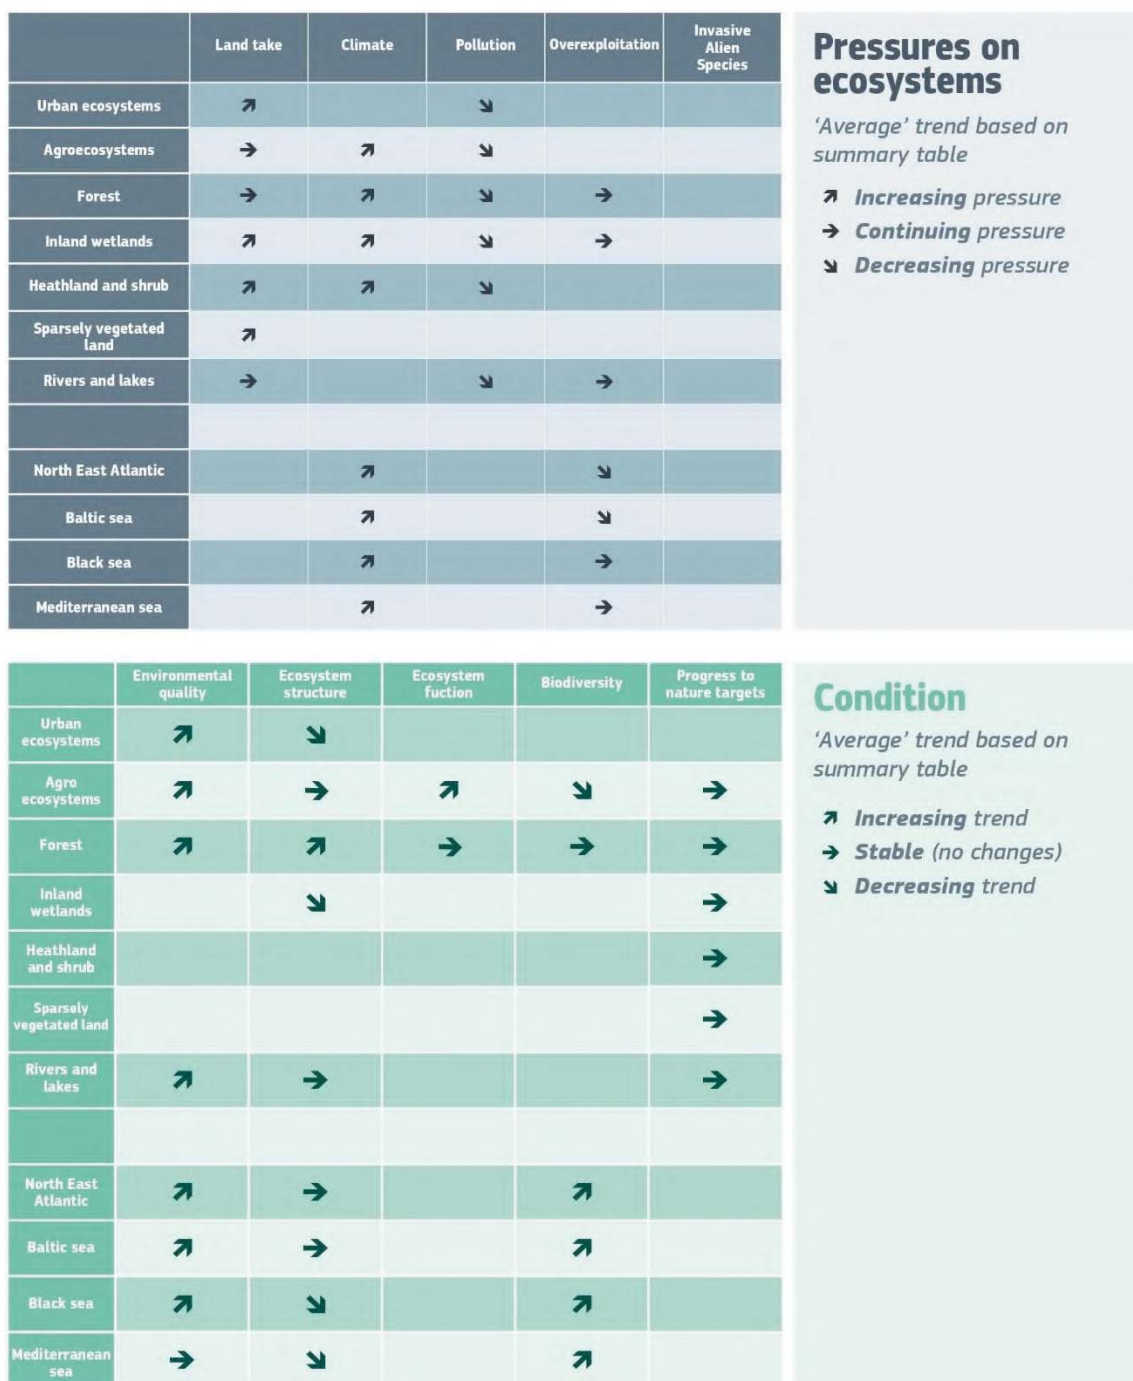 Land take Climate Pollution Overexploitation Invasive
Alien
Species
Urban ecosystems ↗ ↘
Agroecosystems → ↗ ↘
Forest → ↗ ↘ →
Inland wetlands ↗ ↗ ↘ →
Heathland and shrub ↗ ↗ ↘
Sparsely vegetated
land ↗
Rivers and lakes → ↘ →
North East Atlantic ↗ ↘
Baltic sea ↗ ↘
Black sea ↗ →
Mediterranean sea ↗ →
Pressures on
ecosystems
‘Average’ trend based on
summary table
↗ Increasing pressure
→ Continuing pressure
↘ Decreasing pressure
Environmental
quality
Ecosystem
structure
Ecosystem
fuction
Biodiversity
Progress to
nature targets
Urban
ecosystems ↗ ↘
Agro
ecosystems ↗ → ↗ ↘ →
Forest ↗ ↗ → → →
Inland
wetlands ↘ →
Heathland
and shrub →
Sparsely
vegetated land →
Rivers and
lakes ↗ → →
North East
Atlantic ↗ → ↗
Baltic sea ↗ → ↗
Black sea ↗ ↘ ↗
Mediterranean
sea → ↘ ↗
Condition
‘Average’ trend based on
summary table
↗ Increasing trend
→ Stable (no changes)
↘ Decreasing trend